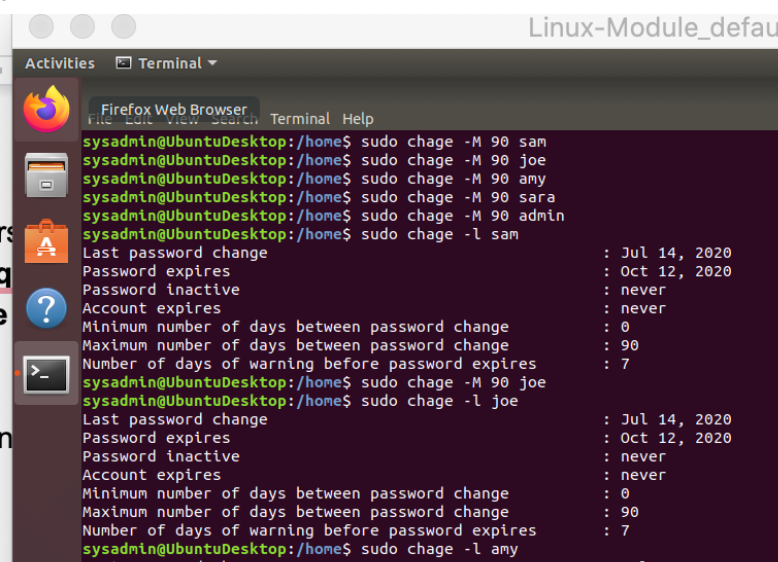 Linux-Module_defau
Activities Terminal
Firefox Web Browser
File Edit View Search Terminal Help
sysadmin@UbuntuDesktop:/home$ sudo chage -M 90 sam
sysadmin@UbuntuDesktop:/home$ sudo chage -M 90 joe
sysadmin@UbuntuDesktop:/home$ sudo chage -M 90 amy
sysadmin@UbuntuDesktop:/home$ sudo chage -M 90 sara
sysadmin@UbuntuDesktop:/home$ sudo chage -M 90 admin
sysadmin@UbuntuDesktop:/home$ sudo chage -l sam
Last password change : Jul 14, 2020
Password expires : Oct 12, 2020
Password inactive : never
Account expires : never
Minimum number of days between password change : 0
Maximum number of days between password change : 90
Number of days of warning before password expires : 7
sysadmin@UbuntuDesktop:/home$ sudo chage -M 90 joe
sysadmin@UbuntuDesktop:/home$ sudo chage -l joe
Last password change : Jul 14, 2020
Password expires : Oct 12, 2020
Password inactive : never
Account expires : never
Minimum number of days between password change : 0
Maximum number of days between password change : 90
Number of days of warning before password expires : 7
sysadmin@UbuntuDesktop:/home$ sudo chage -l amy